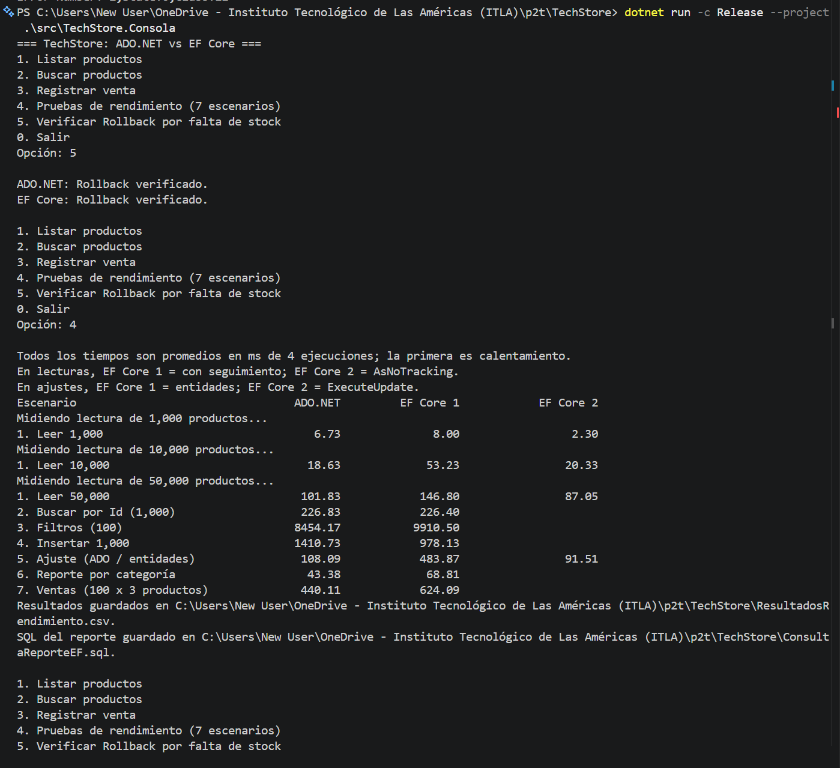 PS C:\Users\New User\OneDrive - Instituto Tecnológico de Las Américas (ITLA)\p2t\TechStore> dotnet run -c Release --project
.\src\TechStore.Consola
=== TechStore: ADO.NET vs EF Core ===
1. Listar productos
2. Buscar productos
3. Registrar venta
4. Pruebas de rendimiento (7 escenarios)
5. Verificar Rollback por falta de stock
0. Salir
Opción: 5

ADO.NET: Rollback verificado.
EF Core: Rollback verificado.

1. Listar productos
2. Buscar productos
3. Registrar venta
4. Pruebas de rendimiento (7 escenarios)
5. Verificar Rollback por falta de stock
0. Salir
Opción: 4

Todos los tiempos son promedios en ms de 4 ejecuciones; la primera es calentamiento.
En lecturas, EF Core 1 = con seguimiento; EF Core 2 = AsNoTracking.
En ajustes, EF Core 1 = entidades; EF Core 2 = ExecuteUpdate.
Escenario ADO.NET EF Core 1 EF Core 2
Midiendo lectura de 1,000 productos...
1. Leer 1,000 6.73 8.00 2.30
Midiendo lectura de 10,000 productos...
1. Leer 10,000 18.63 53.23 20.33
Midiendo lectura de 50,000 productos...
1. Leer 50,000 101.83 146.80 87.05
2. Buscar por Id (1,000) 226.83 226.40
3. Filtros (100) 8454.17 9910.50
4. Insertar 1,000 1410.73 978.13
5. Ajuste (ADO / entidades) 108.09 483.87 91.51
6. Reporte por categoría 43.38 68.81
7. Ventas (100 x 3 productos) 440.11 624.09
Resultados guardados en C:\Users\New User\OneDrive - Instituto Tecnológico de Las Américas (ITLA)\p2t\TechStore\ResultadosR
endimiento.csv.
SQL del reporte guardado en C:\Users\New User\OneDrive - Instituto Tecnológico de Las Américas (ITLA)\p2t\TechStore\Consult
aReporteEF.sql.

1. Listar productos
2. Buscar productos
3. Registrar venta
4. Pruebas de rendimiento (7 escenarios)
5. Verificar Rollback por falta de stock